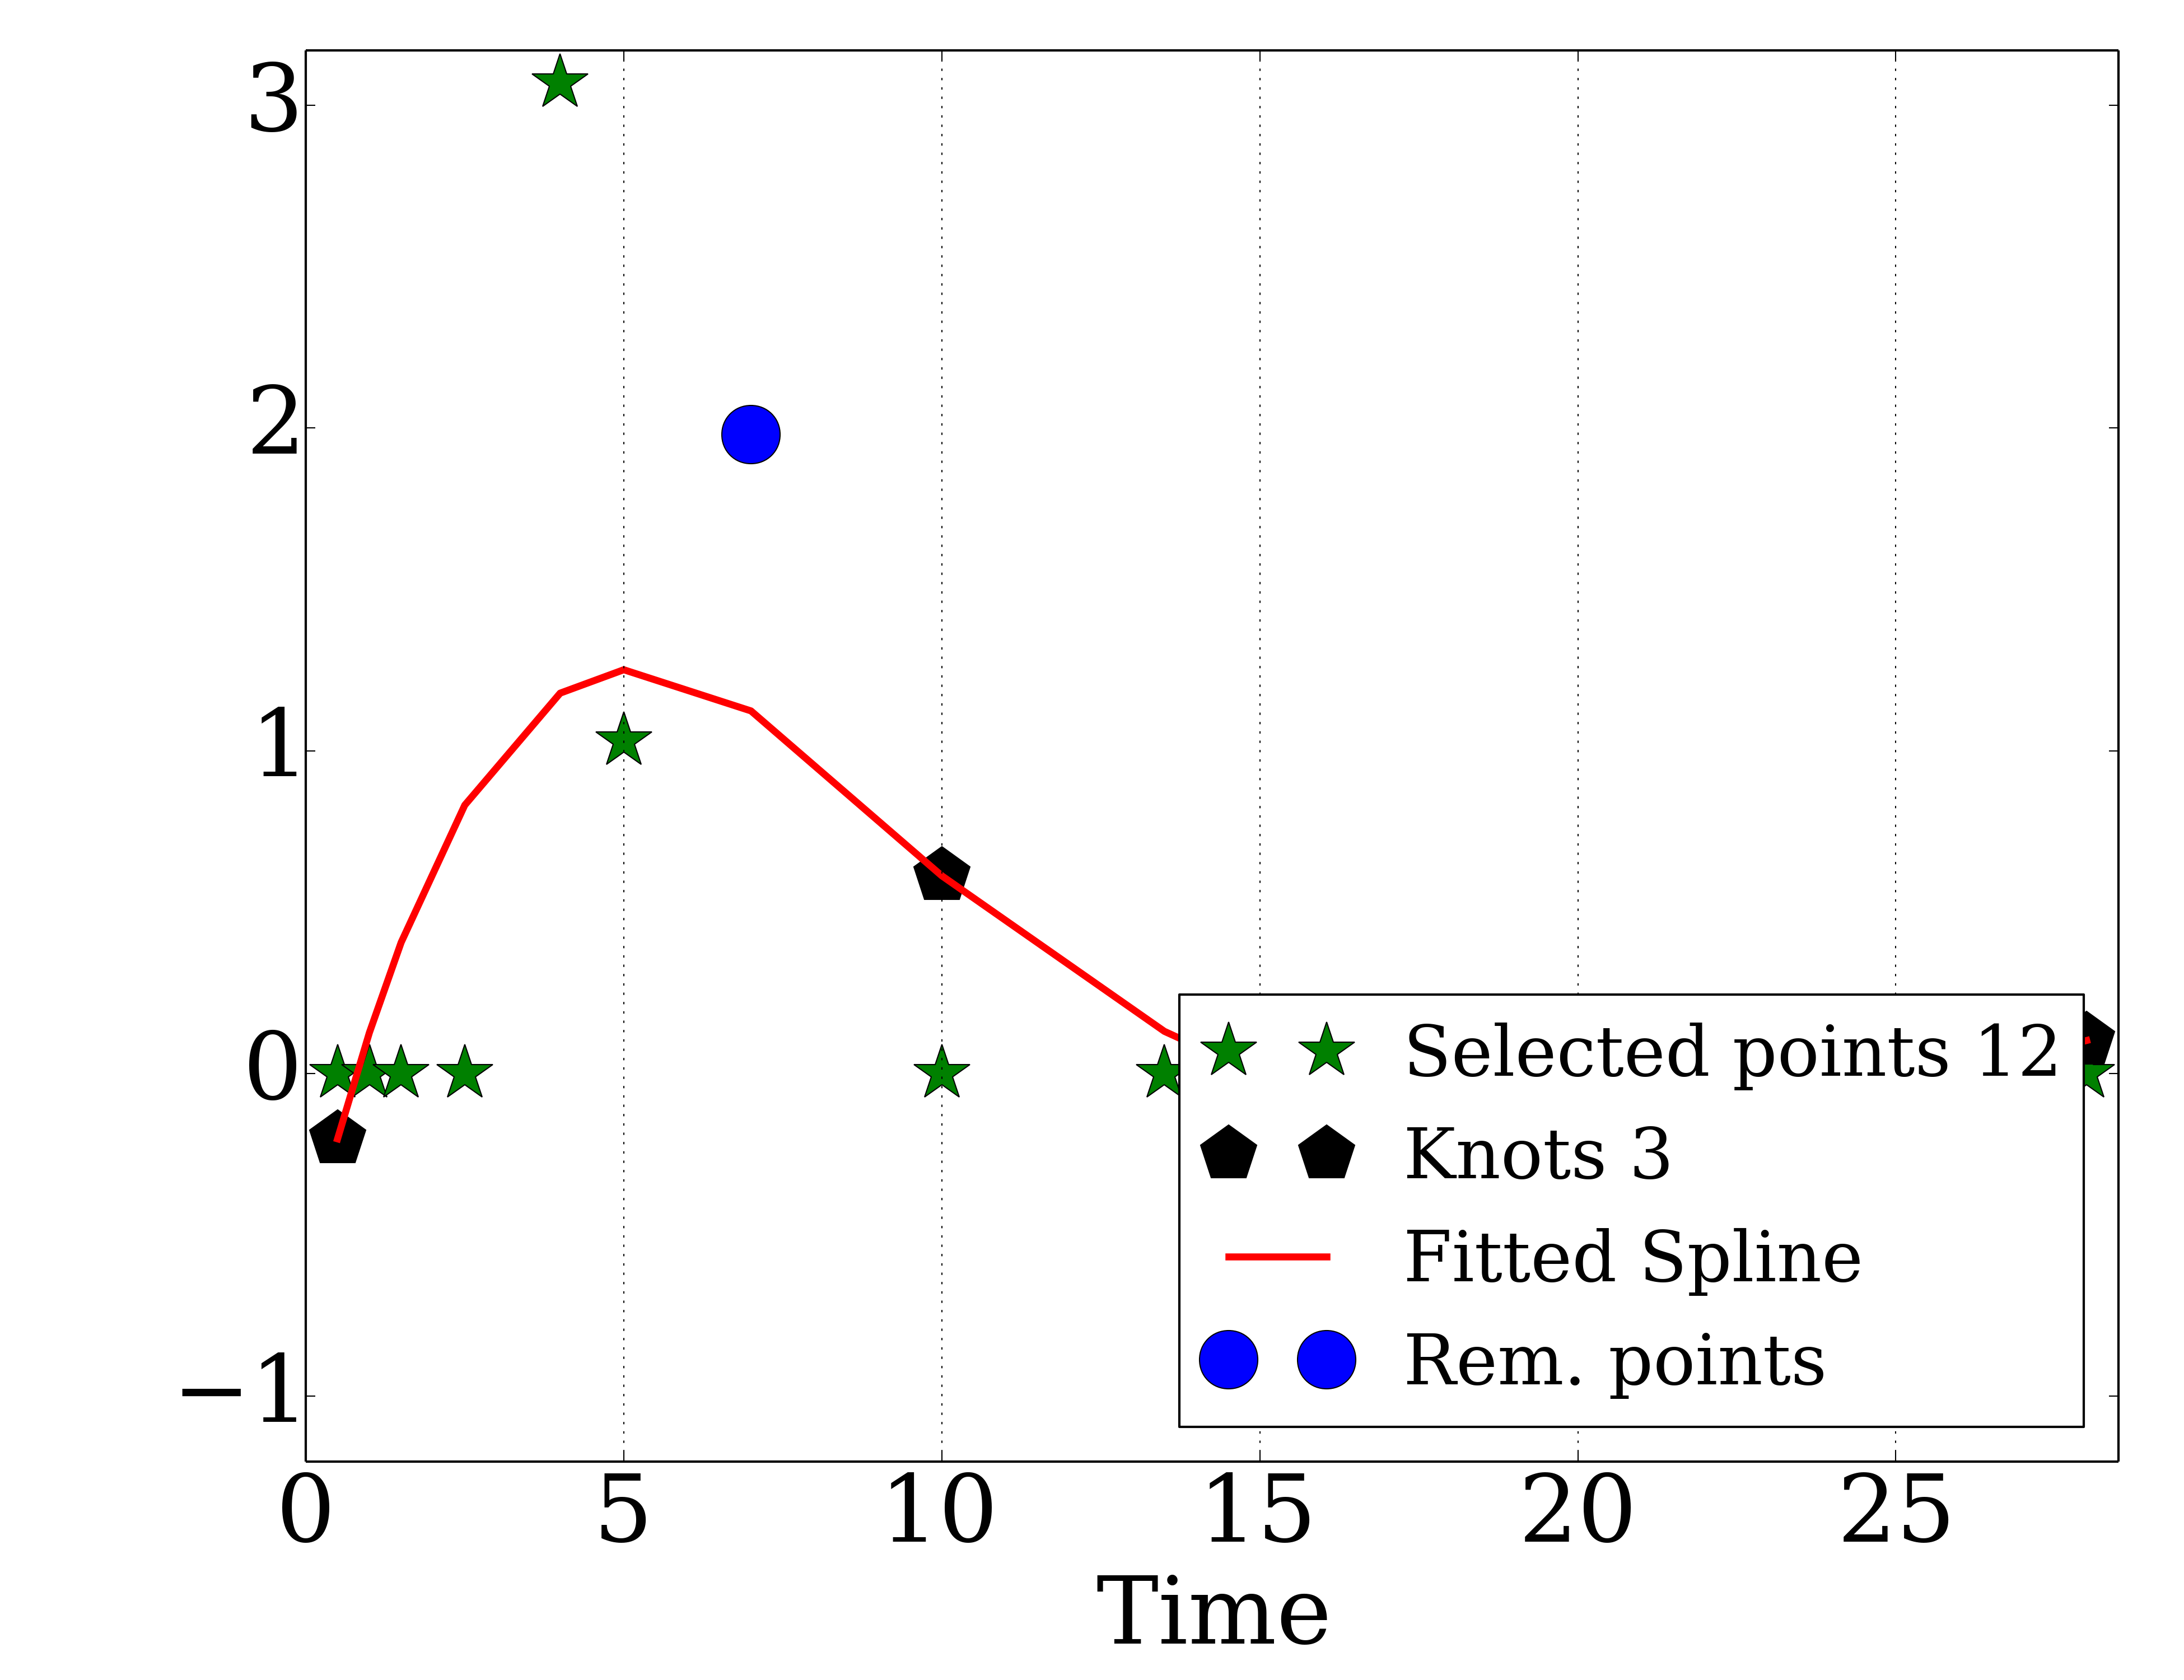 3
2
1
0
−1
Selected points 12
Knots 3
Fitted Spline
Rem. points
0 5 10 15 20 25
Time